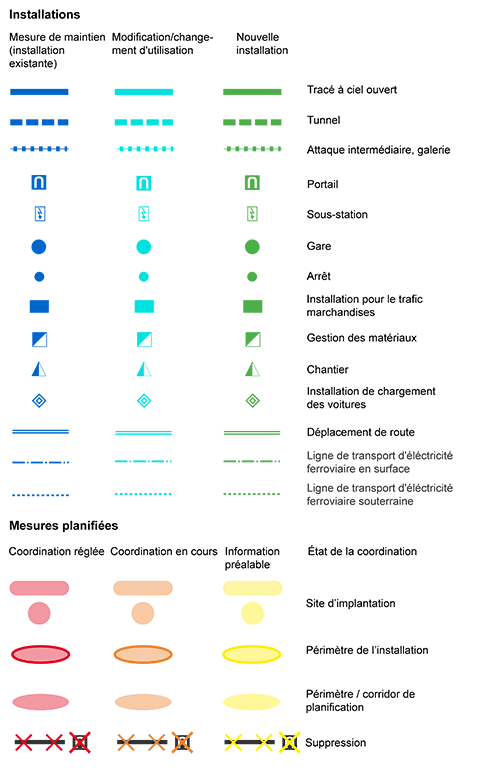 Installations
Mesure de maintien
(installation
existante)
Modification/change-
ment d'utilisation
Nouvelle
installation
Tracé à ciel ouvert
Tunnel
Attaque intermédiaire, galerie
Portail
Sous-station
Gare
Arrêt
Installation pour le trafic
marchandises
Gestion des matériaux
Chantier
Installation de chargement
des voitures
Déplacement de route
Ligne de transport d'éléctricité
ferroviaire en surface
Ligne de transport d'éléctricité
ferroviaire souterraine
Mesures planifiées
Coordination réglée
Coordination en cours
Information
préalable
État de la coordination
Site d'implantation
Périmètre de l'installation
Périmètre / corridor de
planification
Suppression